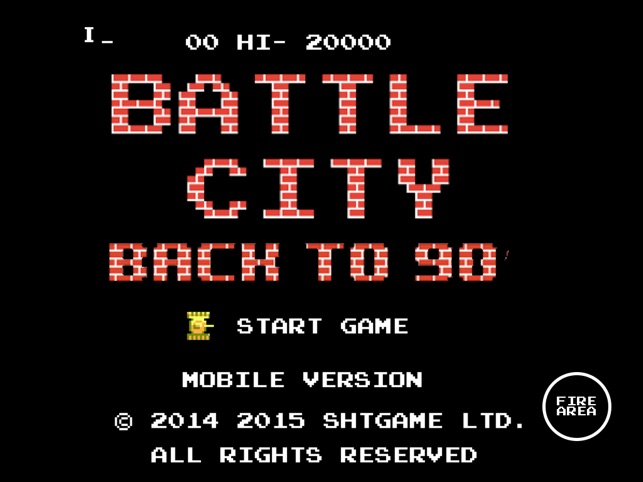 I_ 00 HI- 20000
BATTLE
CITY
BACK TO 90'
START GAME
MOBILE VERSION
© 2014 2015 SHTGAME LTD.
ALL RIGHTS RESERVED
FIRE
AREA